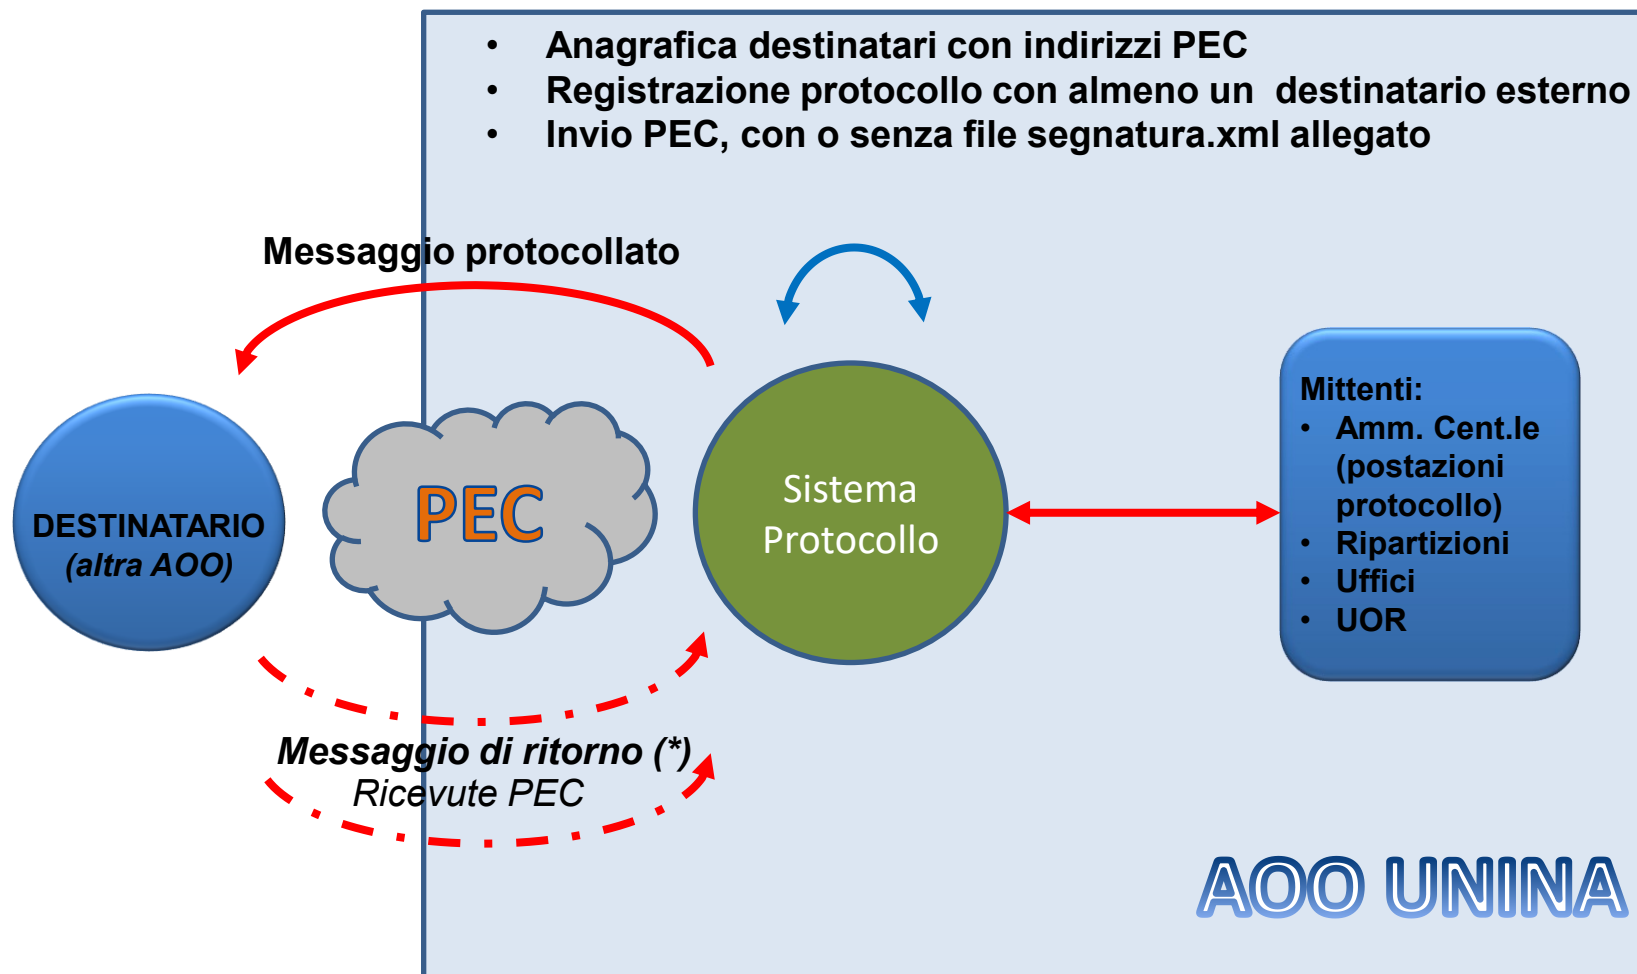 • Anagrafica destinatari con indirizzi PEC
• Registrazione protocollo con almeno un destinatario esterno
• Invio PEC, con o senza file segnatura.xml allegato
Messaggio protocollato
DESTINATARIO
(altra AOO)
PEC
Sistema
Protocollo
Mittenti:
• Amm. Cent.le
(postazioni
protocollo)
• Ripartizioni
• Uffici
• UOR
Messaggio di ritorno (*)
Ricevute PEC
AOO UNINA